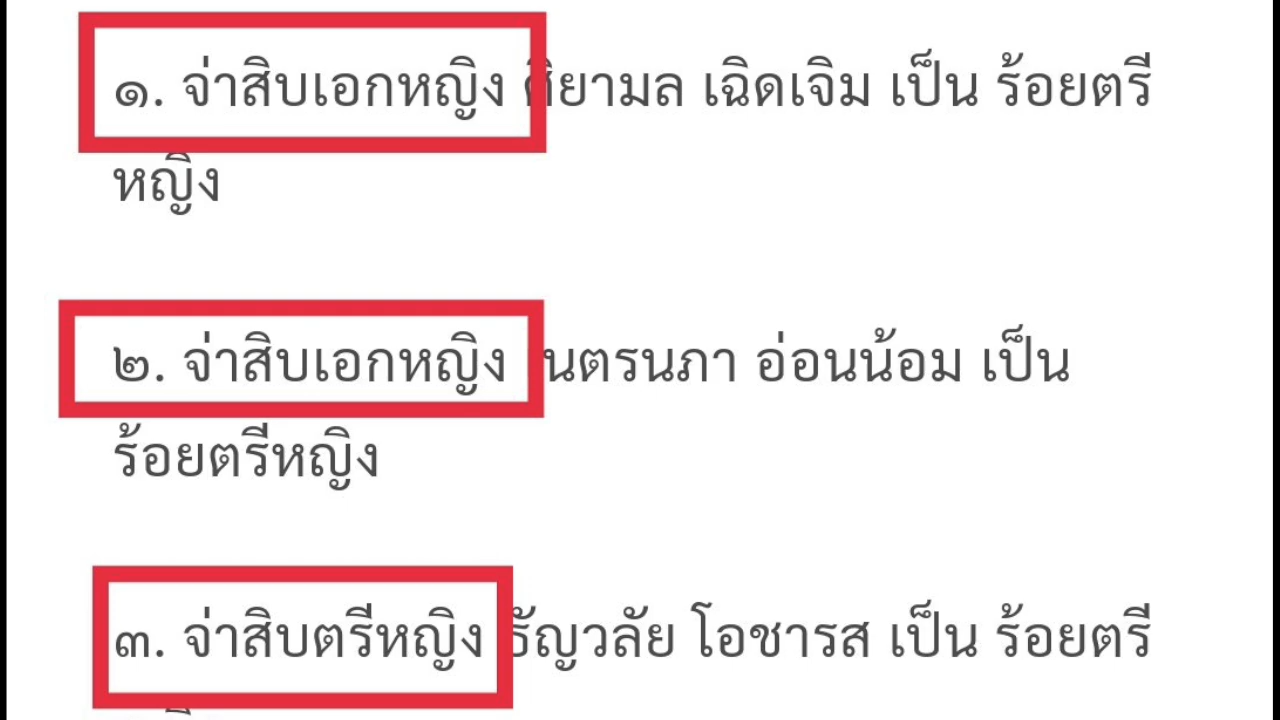 ๑. จ่าสิบเอกหญิง ศิยามล เฉิดเจิม เป็น ร้อยตรี
หญิง
๒. จ่าสิบเอกหญิง เนตรนภา อ่อนน้อม เป็น
ร้อยตรีหญิง
๓. จ่าสิบตรีหญิง ธัญวลัย โอชารส เป็น ร้อยตรี